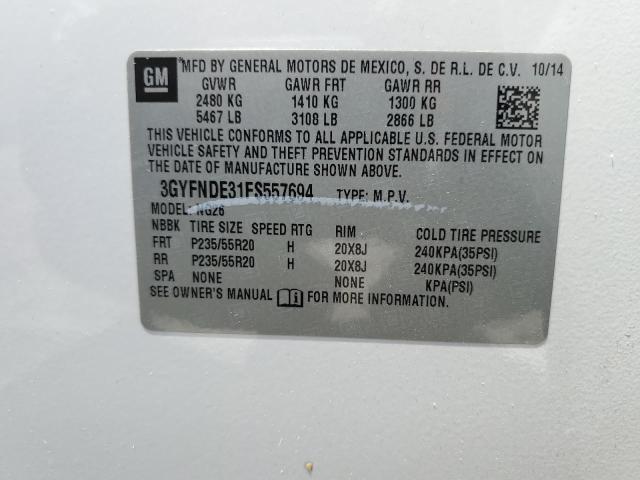 GM
*MFD BY GENERAL MOTORS DE MEXICO, S. DE R.L. DE C.V. 10/14
GVWR GAWR FRT GAWR RR
2480 KG 1410 KG 1300 KG
5467 LB 3108 LB 2866 LB
THIS VEHICLE CONFORMS TO ALL APPLICABLE U.S. FEDERAL MOTOR
VEHICLE SAFETY AND THEFT PREVENTION STANDARDS IN EFFECT ON
THE DATE OF MANUFACTURE SHOWN ABOVE.
3GYFNDE31FS557694 TYPE: M.P.V.
MODEL: NG26
NBBK TIRE SIZE SPEED RTG RIM COLD TIRE PRESSURE
FRT P235/55R20 H 20X8J 240KPA(35PSI)
RR P235/55R20 H 20X8J 240KPA(35PSI)
SPA NONE NONE KPA(PSI)
SEE OWNER'S MANUAL FOR MORE INFORMATION.